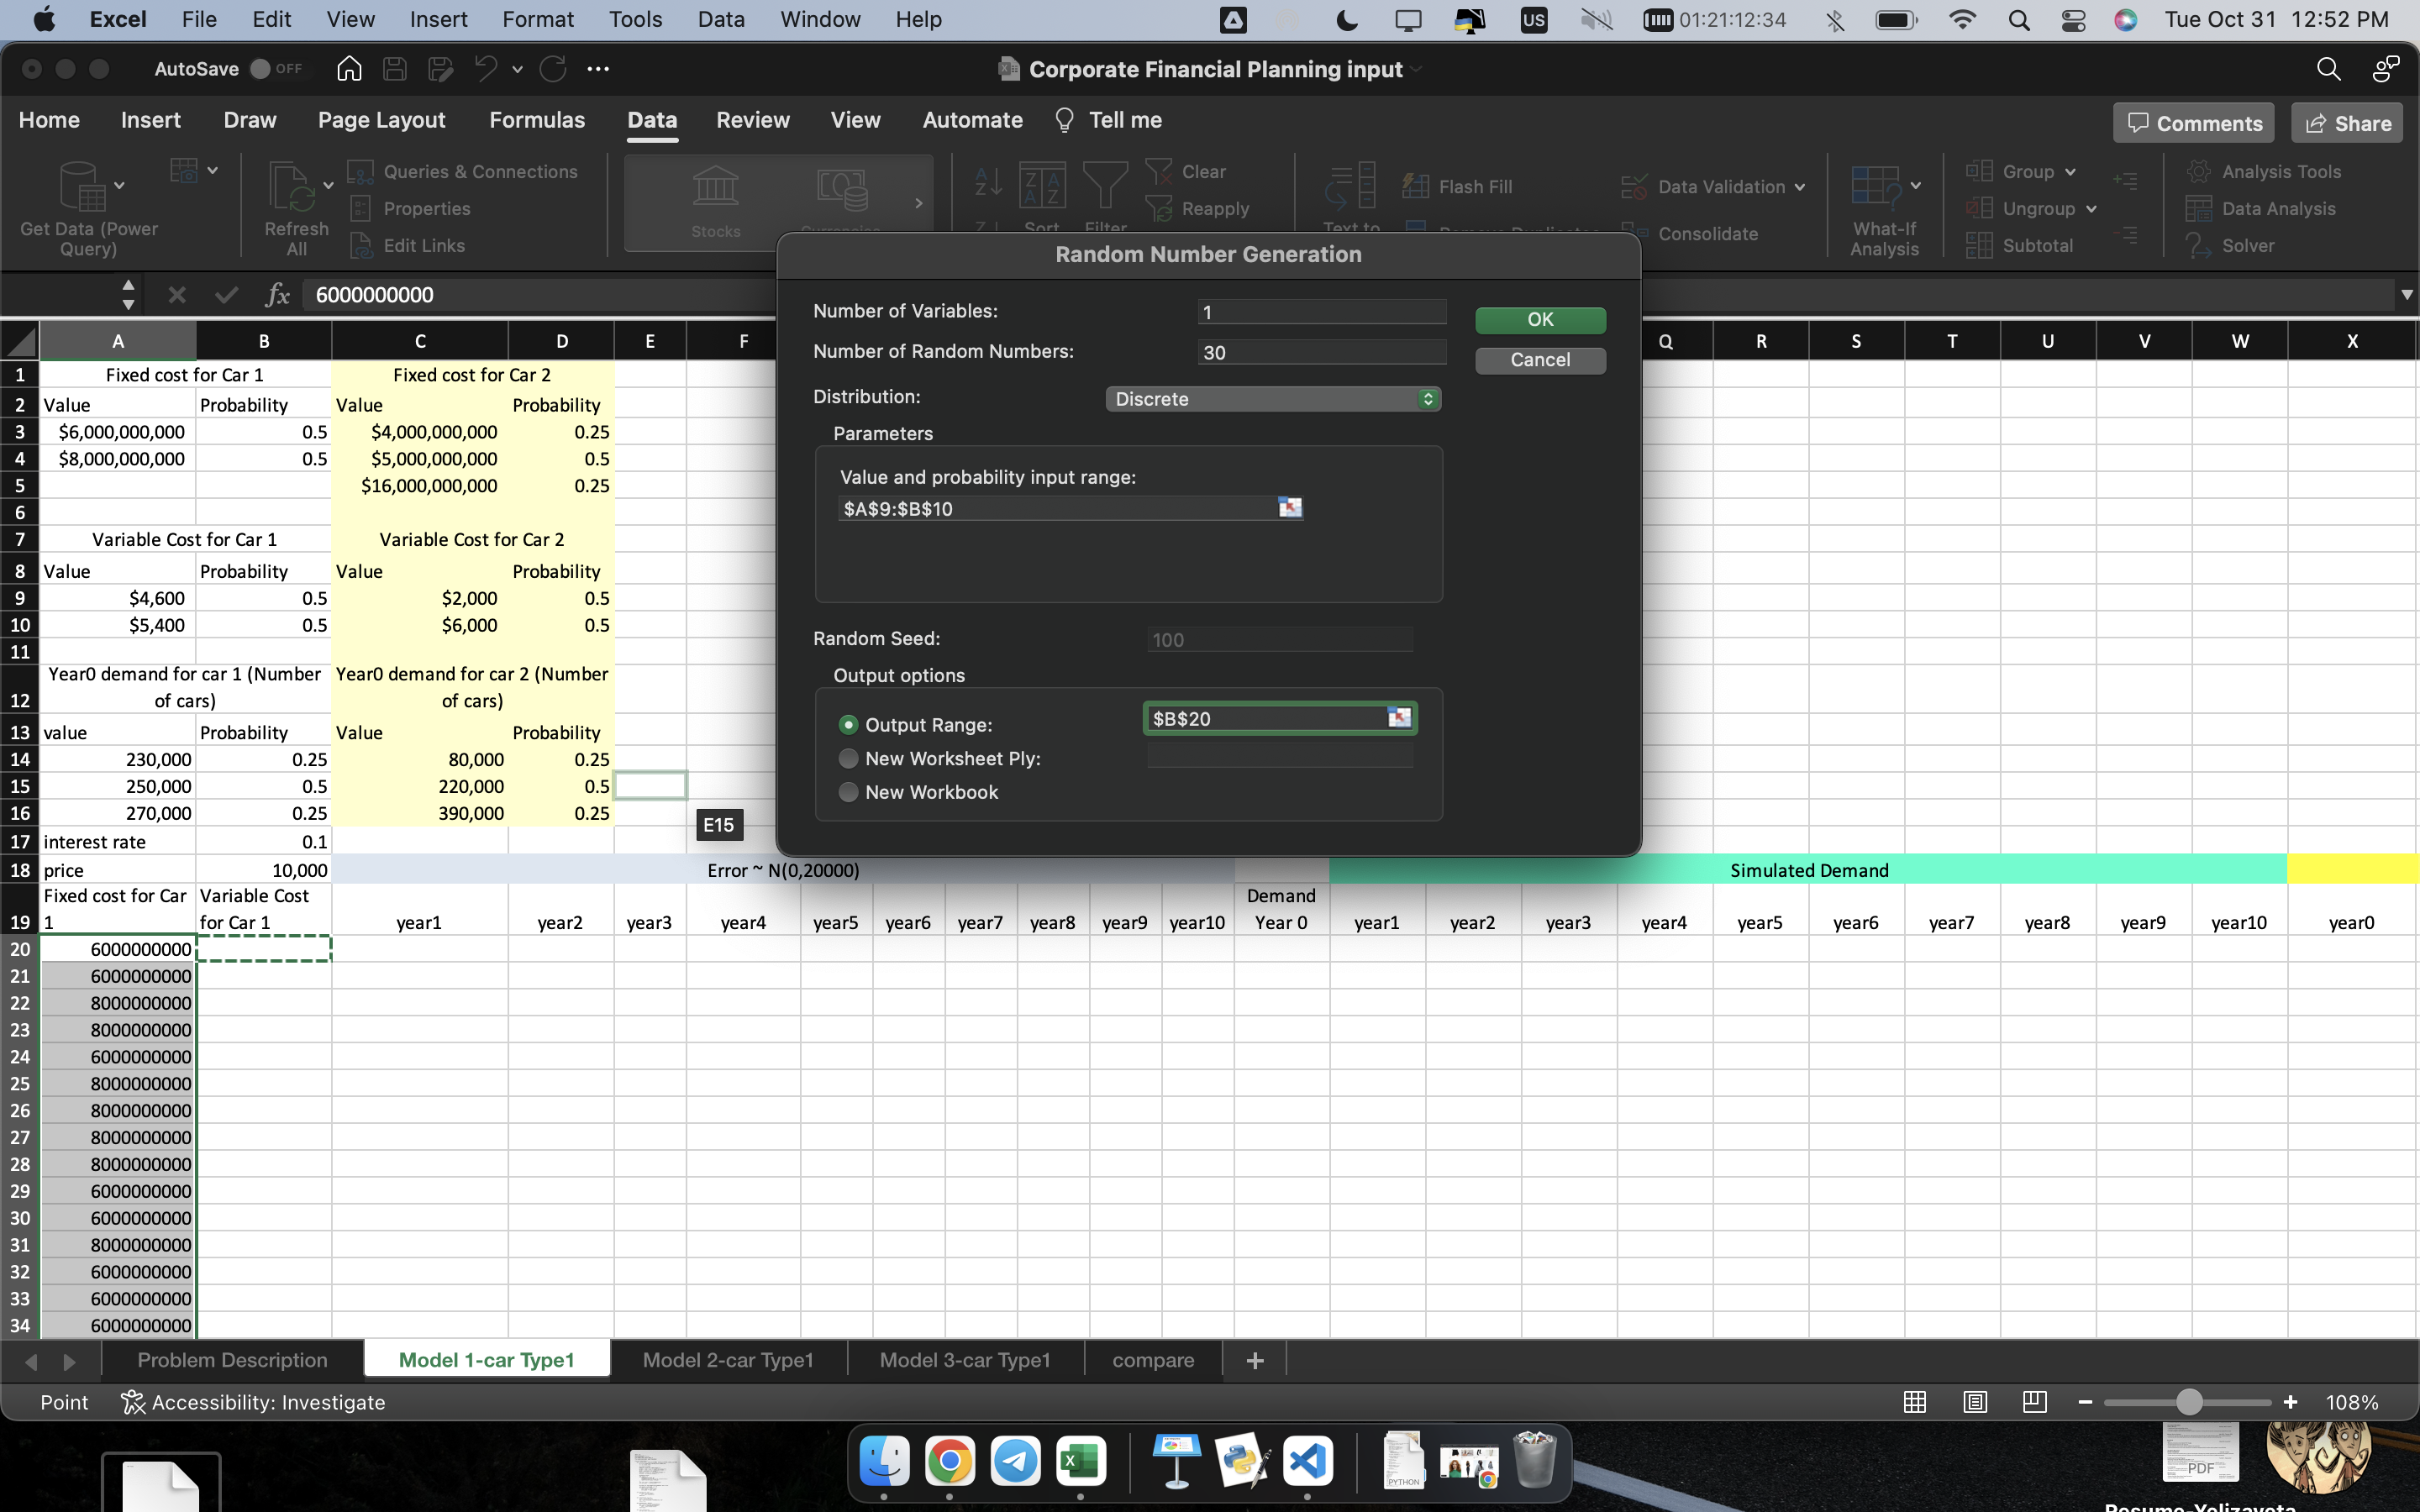 Excel File Edit View Insert Format Tools Data Window Help US 01:21:12:34 Tue Oct 31 12:52 PM
AutoSave OFF Corporate Financial Planning input
Home Insert Draw Page Layout Formulas Data Review View Automate Tell me Comments Share
Get Data (Power Query)
Refresh All
Queries & Connections
Properties
Edit Links
Stocks
Sort Filter
Clear
Reapply
Text to
Flash Fill
Data Validation
Consolidate
What-If Analysis
Group
Ungroup
Subtotal
Analysis Tools
Data Analysis
Solver
fx 6000000000
Random Number Generation
Number of Variables: 1
OK
Number of Random Numbers: 30
Cancel
Distribution: Discrete
Parameters
Value and probability input range:
$A$9:$B$10
Random Seed: 100
Output options
Output Range: $B$20
New Worksheet Ply:
New Workbook
A B C D E F Q R S T U V W X
1 Fixed cost for Car 1 Fixed cost for Car 2
2 Value Probability Value Probability
3 $6,000,000,000 0.5 $4,000,000,000 0.25
4 $8,000,000,000 0.5 $5,000,000,000 0.5
5 $16,000,000,000 0.25
6
7 Variable Cost for Car 1 Variable Cost for Car 2
8 Value Probability Value Probability
9 $4,600 0.5 $2,000 0.5
10 $5,400 0.5 $6,000 0.5
11
12 Year0 demand for car 1 (Number of cars) Year0 demand for car 2 (Number of cars)
13 value Probability Value Probability
14 230,000 0.25 80,000 0.25
15 250,000 0.5 220,000 0.5
16 270,000 0.25 390,000 0.25
E15
17 interest rate 0.1
18 price 10,000 Error ~ N(0,20000) Simulated Demand
19 Fixed cost for Car 1 Variable Cost for Car 1 year1 year2 year3 year4 year5 year6 year7 year8 year9 year10 Demand Year 0 year1 year2 year3 year4 year5 year6 year7 year8 year9 year10 year0
20 6000000000
21 6000000000
22 8000000000
23 8000000000
24 6000000000
25 8000000000
26 8000000000
27 8000000000
28 8000000000
29 6000000000
30 6000000000
31 8000000000
32 6000000000
33 6000000000
34 6000000000
Problem Description Model 1-car Type1 Model 2-car Type1 Model 3-car Type1 compare +
Point Accessibility: Investigate 108%
PYTHON
PDF